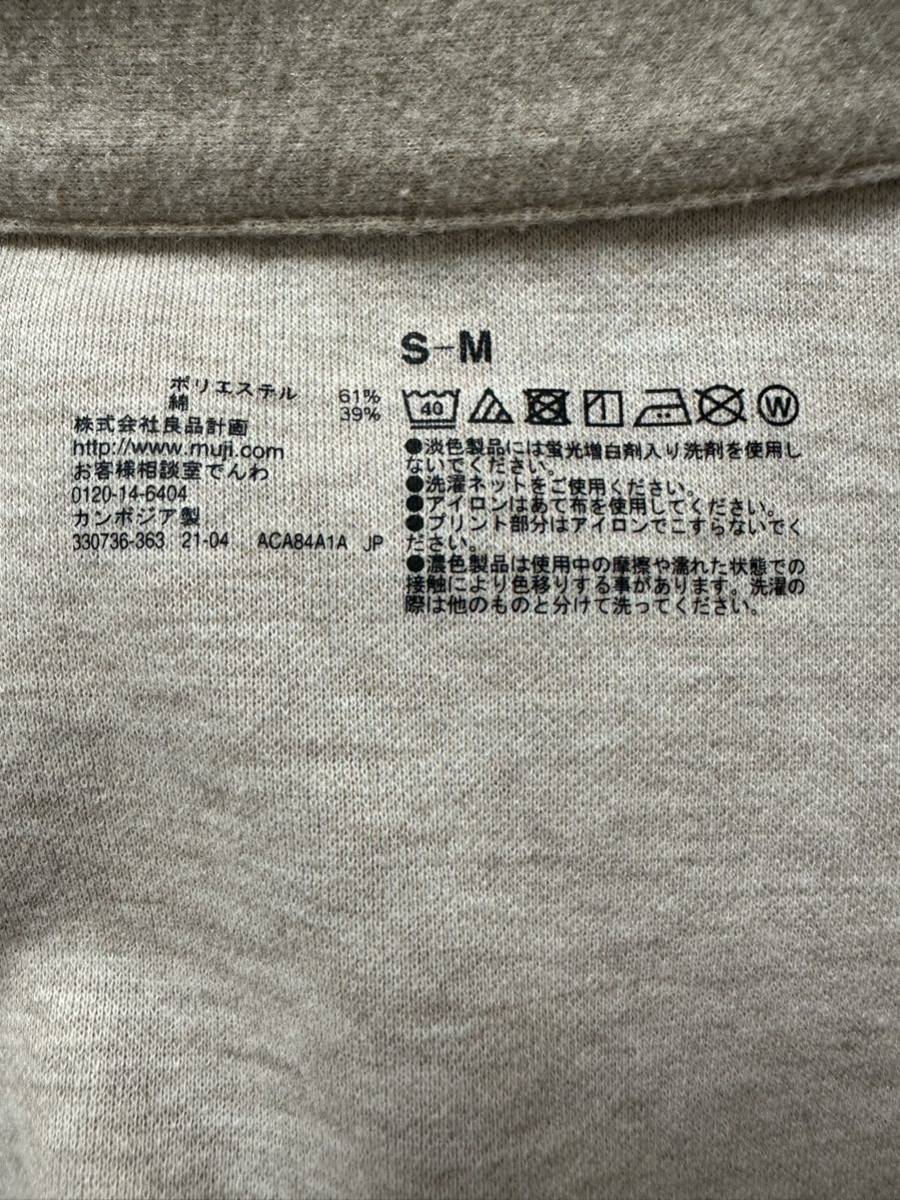 S-M
ポリエステル 61%
綿 39%
株式会社良品計画
http://www.muji.com
お客様相談室でんわ
0120-14-6404
カンボジア製
330736-363 21-04 ACA84A1A JP
40 W
●淡色製品には蛍光増白剤入り洗剤を使用し
ないでください。
●洗濯ネットをご使用ください。
●アイロンはあて布を使用してください。
●プリント部分はアイロンでこすらないでく
ださい。
●濃色製品は使用中の摩擦や濡れた状態での
接触により色移りする事があります。洗濯の
際は他のものと分けて洗ってください。